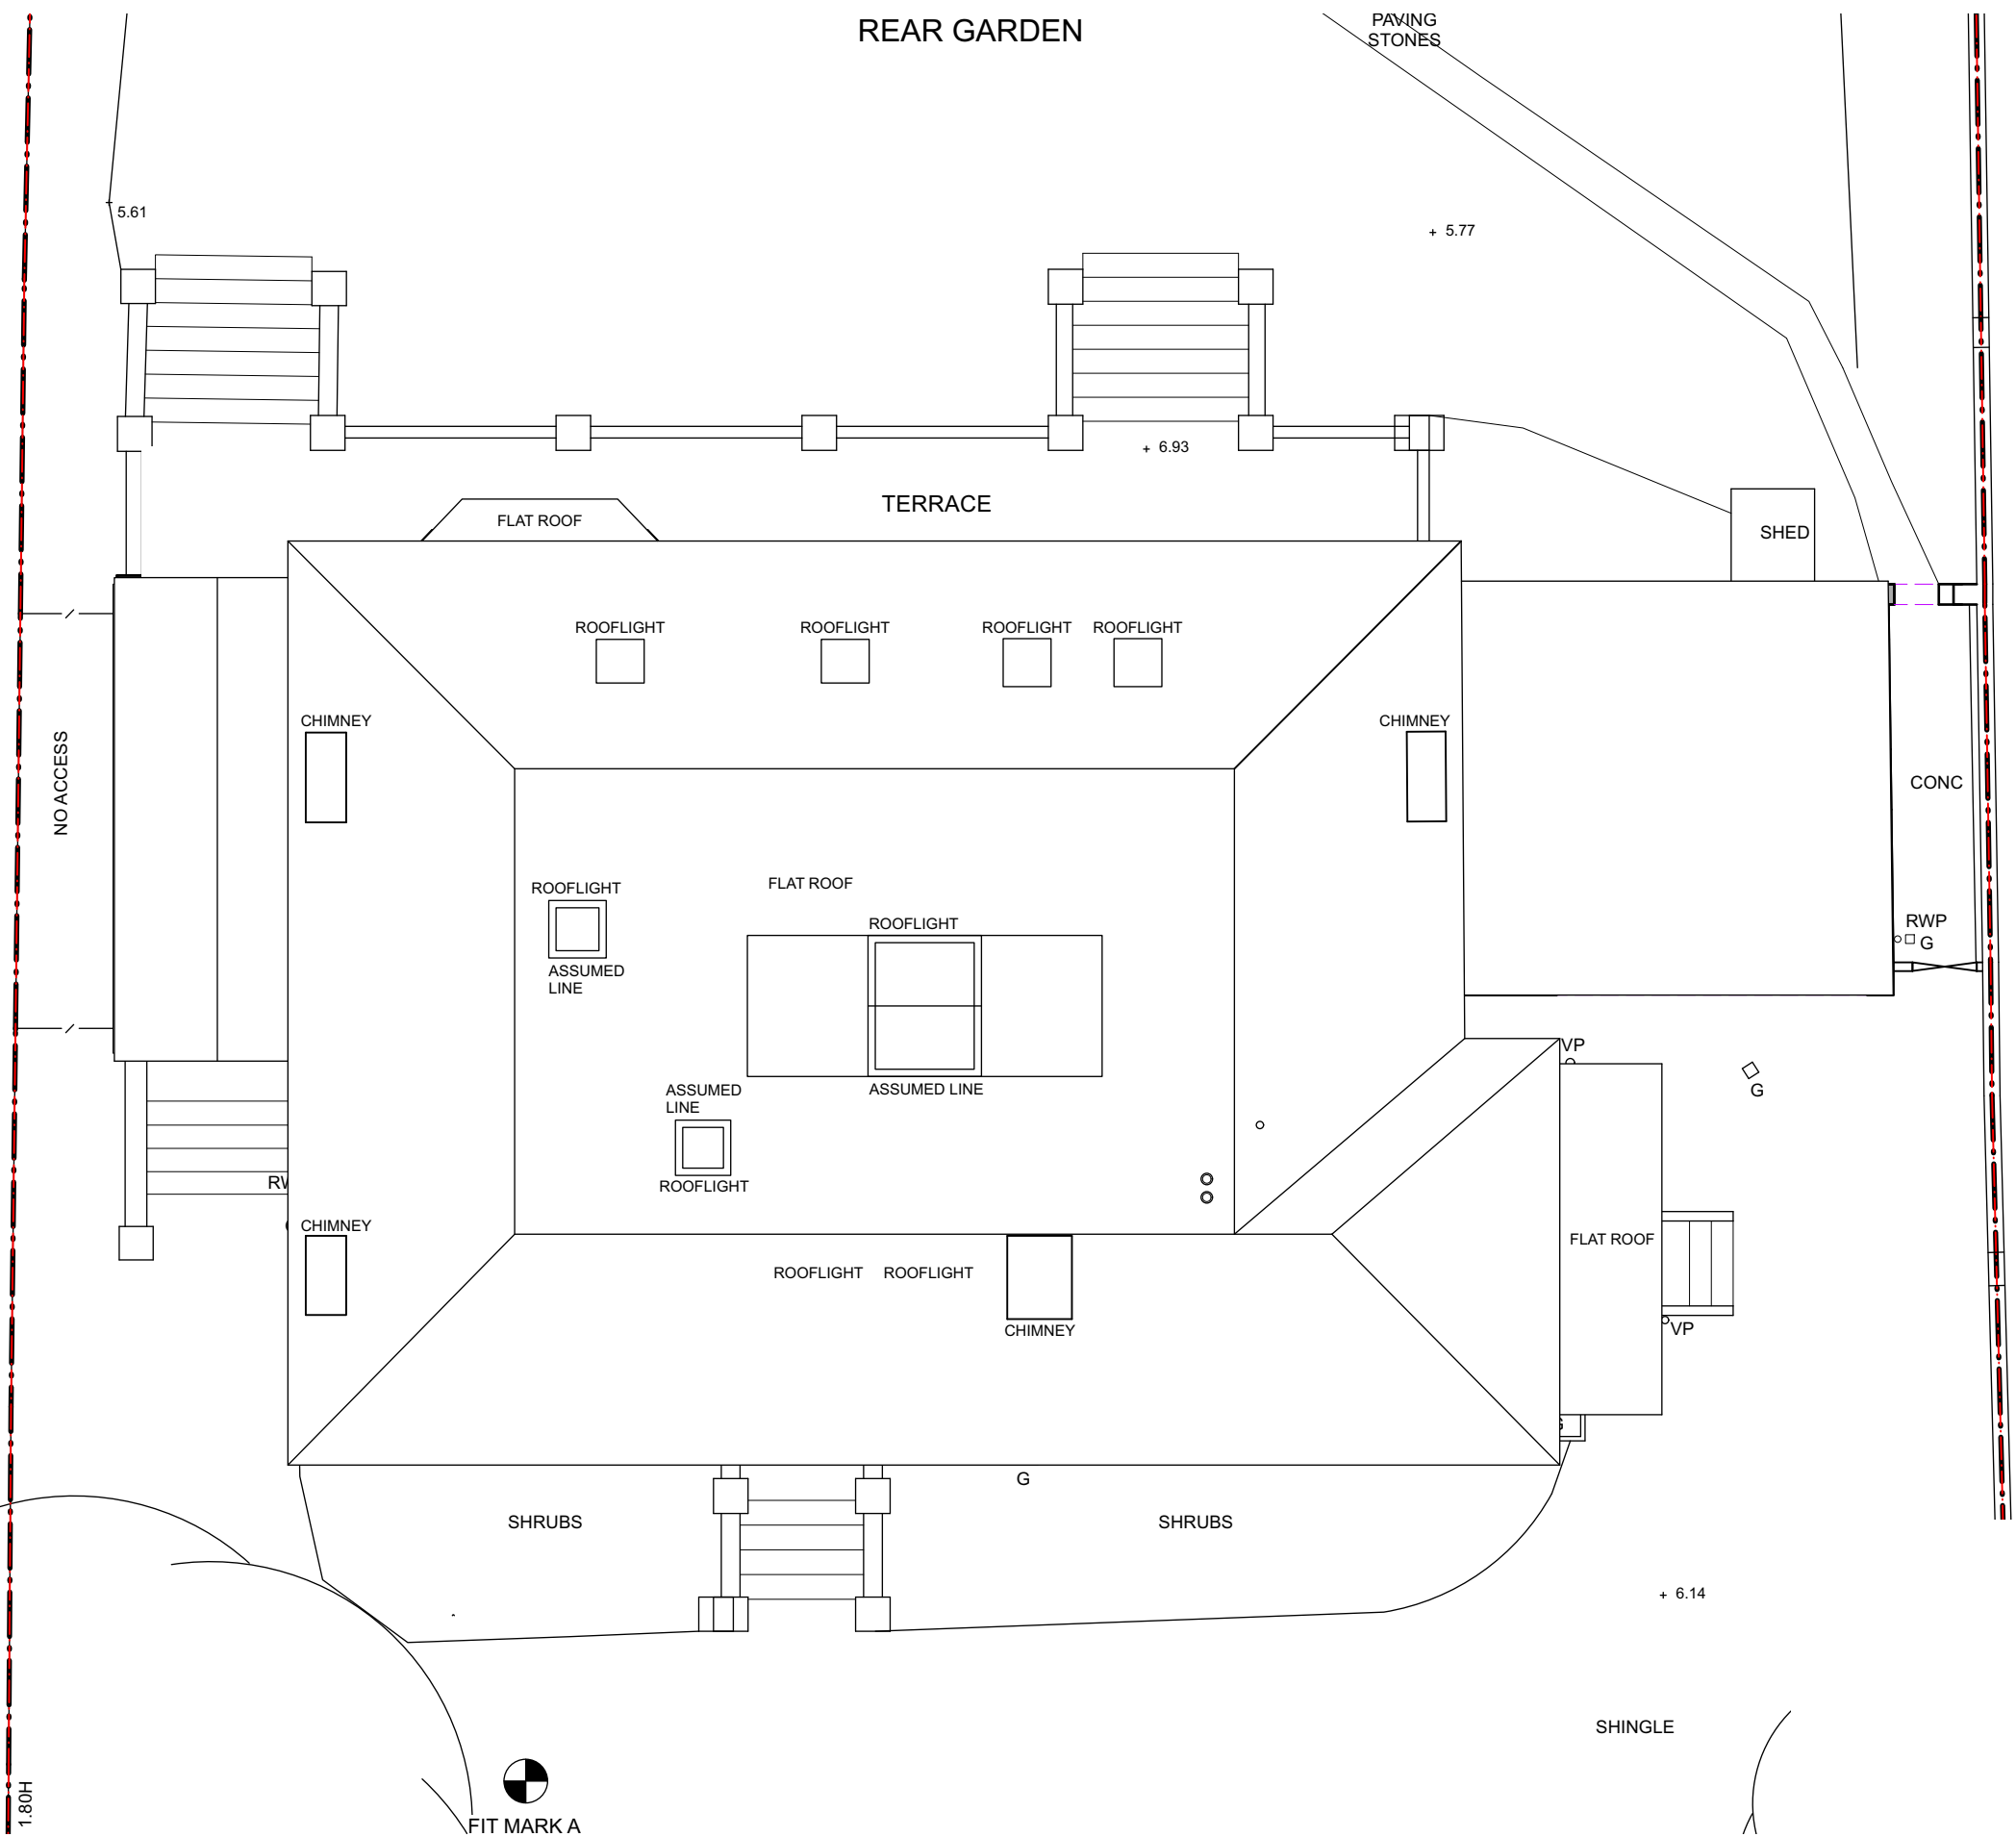 REAR GARDEN
PAVING
STONES
5.61
5.77
6.93
TERRACE
FLAT ROOF
SHED
ROOFLIGHT
ROOFLIGHT
ROOFLIGHT
ROOFLIGHT
CHIMNEY
CHIMNEY
NO ACCESS
CONC
FLAT ROOF
ROOFLIGHT
ROOFLIGHT
RWP
G
ASSUMED
LINE
VP
ASSUMED
LINE
ASSUMED LINE
G
ROOFLIGHT
RW
CHIMNEY
FLAT ROOF
ROOFLIGHT
ROOFLIGHT
CHIMNEY
VP
G
SHRUBS
SHRUBS
6.14
SHINGLE
1.80H
FIT MARK A